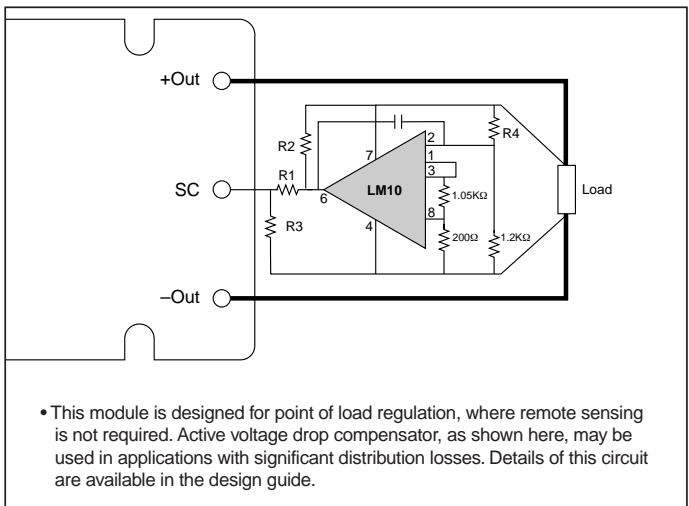 +Out
R2
R4
7
2
1
3
R1
SC
6
LM10
1.05KΩ
Load
R3
4
8
200Ω
1.2KΩ
–Out
• This module is designed for point of load regulation, where remote sensing
is not required. Active voltage drop compensator, as shown here, may be
used in applications with significant distribution losses. Details of this circuit
are available in the design guide.